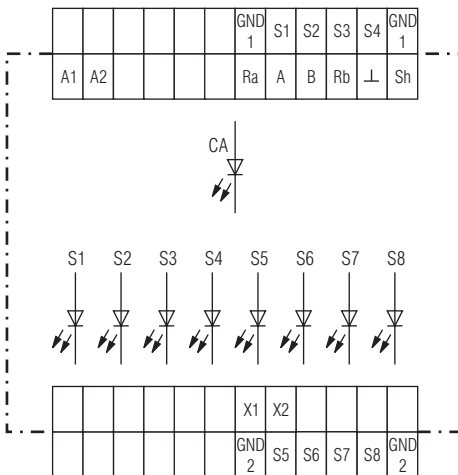 GND 1 S1 S2 S3 S4 GND 1
A1 A2 Ra A B Rb ⊥ Sh
CA
S1 S2 S3 S4 S5 S6 S7 S8
X1 X2
GND 2 S5 S6 S7 S8 GND 2